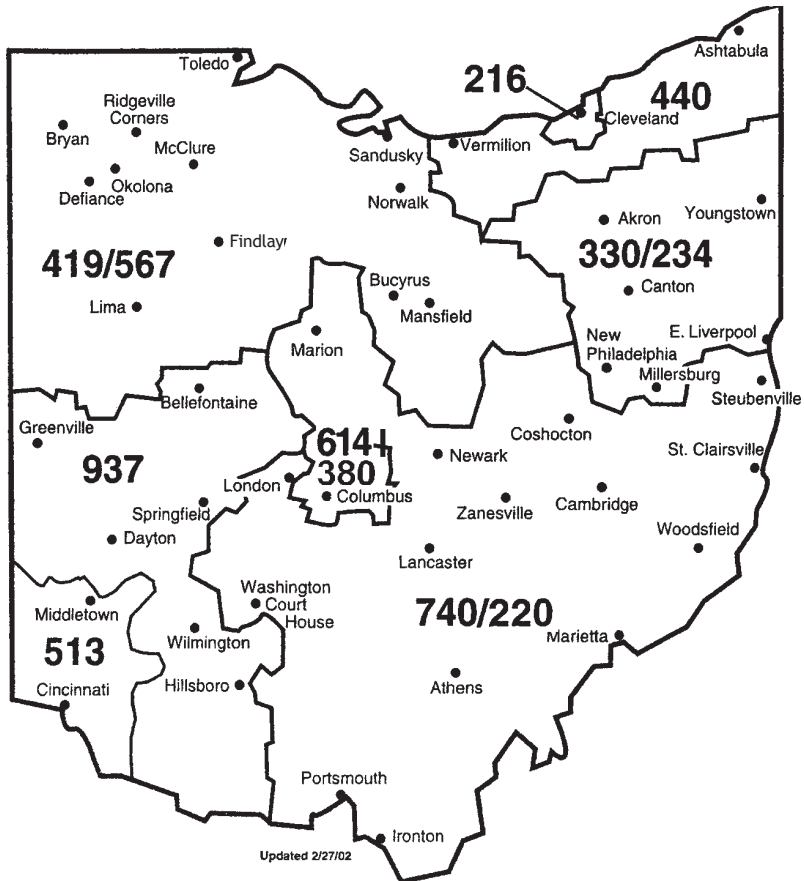 Ashtabula
Toledo
216
440
Ridgeville
Corners
Cleveland
Bryan
McClure
Sandusky
Vermilion
Okolona
Defiance
Norwalk
Youngstown
Akron
Findlay
330/234
419/567
Bucyrus
Canton
Lima
Mansfield
New
Philadelphia
E. Liverpool
Marion
Millersburg
Steubenville
Bellefontaine
Greenville
Coshocton
614+
380
Newark
St. Clairsville
937
London
Columbus
Zanesville
Cambridge
Springfield
Dayton
Woodsfield
Lancaster
Washington
Court
House
Middletown
740/220
Wilmington
Marietta
513
Hillsboro
Cincinnati
Athens
Portsmouth
Ironton
Updated 2/27/02